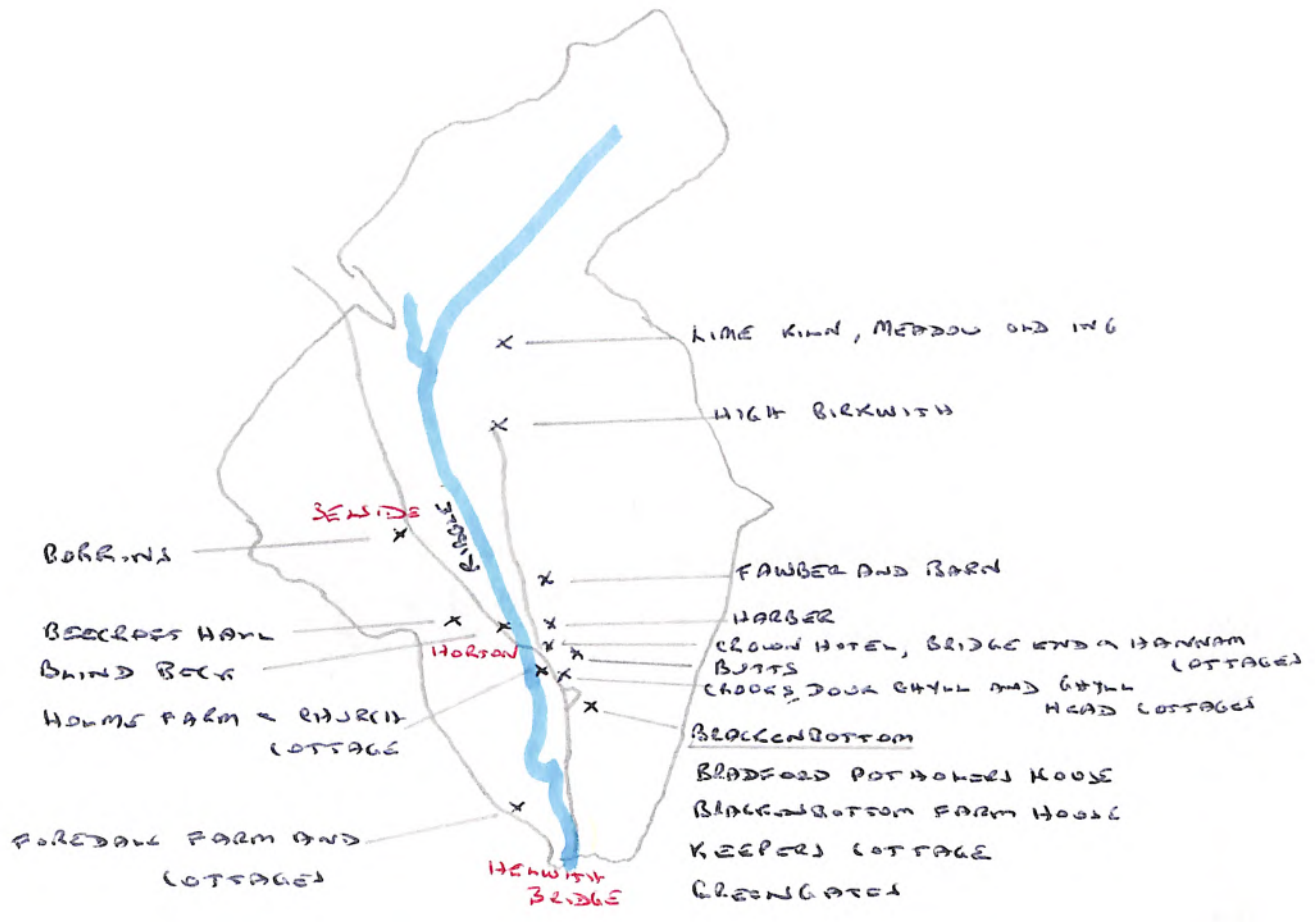 LIME KILN, MEADOW OLD ING
HIGH BIRKWITH
SELSIDE
RIBBLE
BORRINS
FAWBER AND BARN
BEECROFT HALL
HARBER
HORTON
CROWN HOTEL, BRIDGE END & HANNAM
COTTAGES
BLIND BECK
BUTTS
CROOKS, DOUK GHYLL AND GHYLL
HEAD COTTAGES
HOLME FARM & CHURCH
COTTAGE
BRACKENBOTTOM
BRADFORD POTHOLERS HOUSE
BRACKENBOTTOM FARM HOUSE
KEEPERS COTTAGE
GREENGATES
FOREDALE FARM AND
COTTAGES
HELWITH
BRIDGE